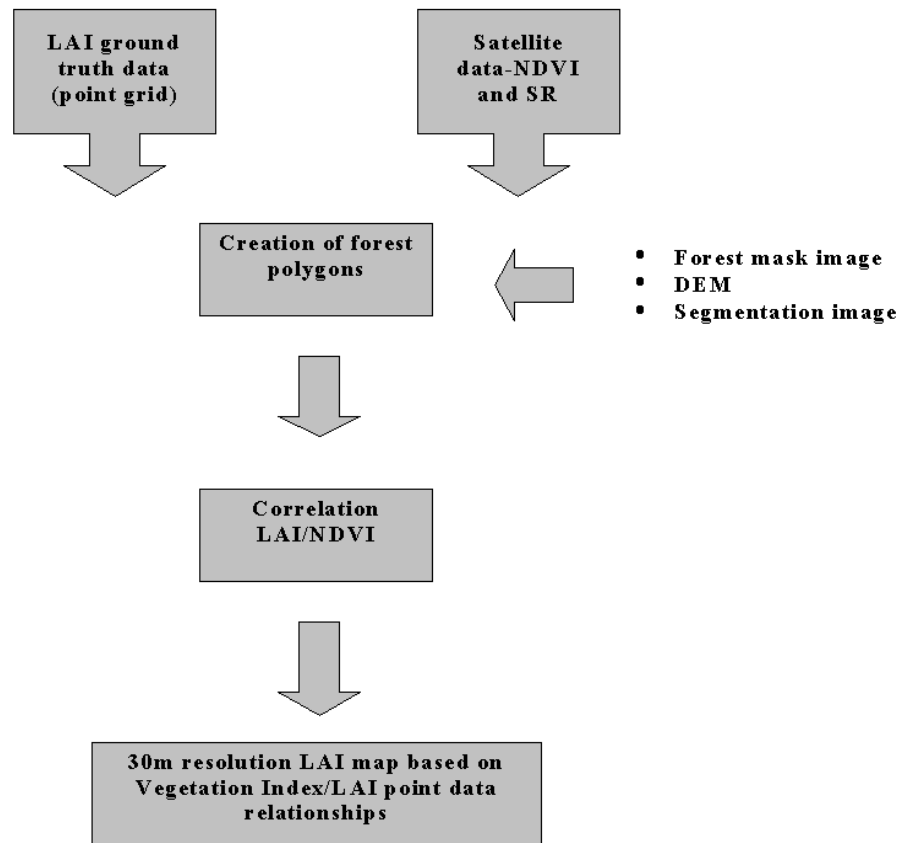 LAI ground
truth data
(point grid)
Satellite
data-NDVI
and SR
Creation of forest
polygons
• Forest mask image
• DEM
• Segmentation image
Correlation
LAI/NDVI
30m resolution LAI map based on
Vegetation Index/LAI point data
relationships